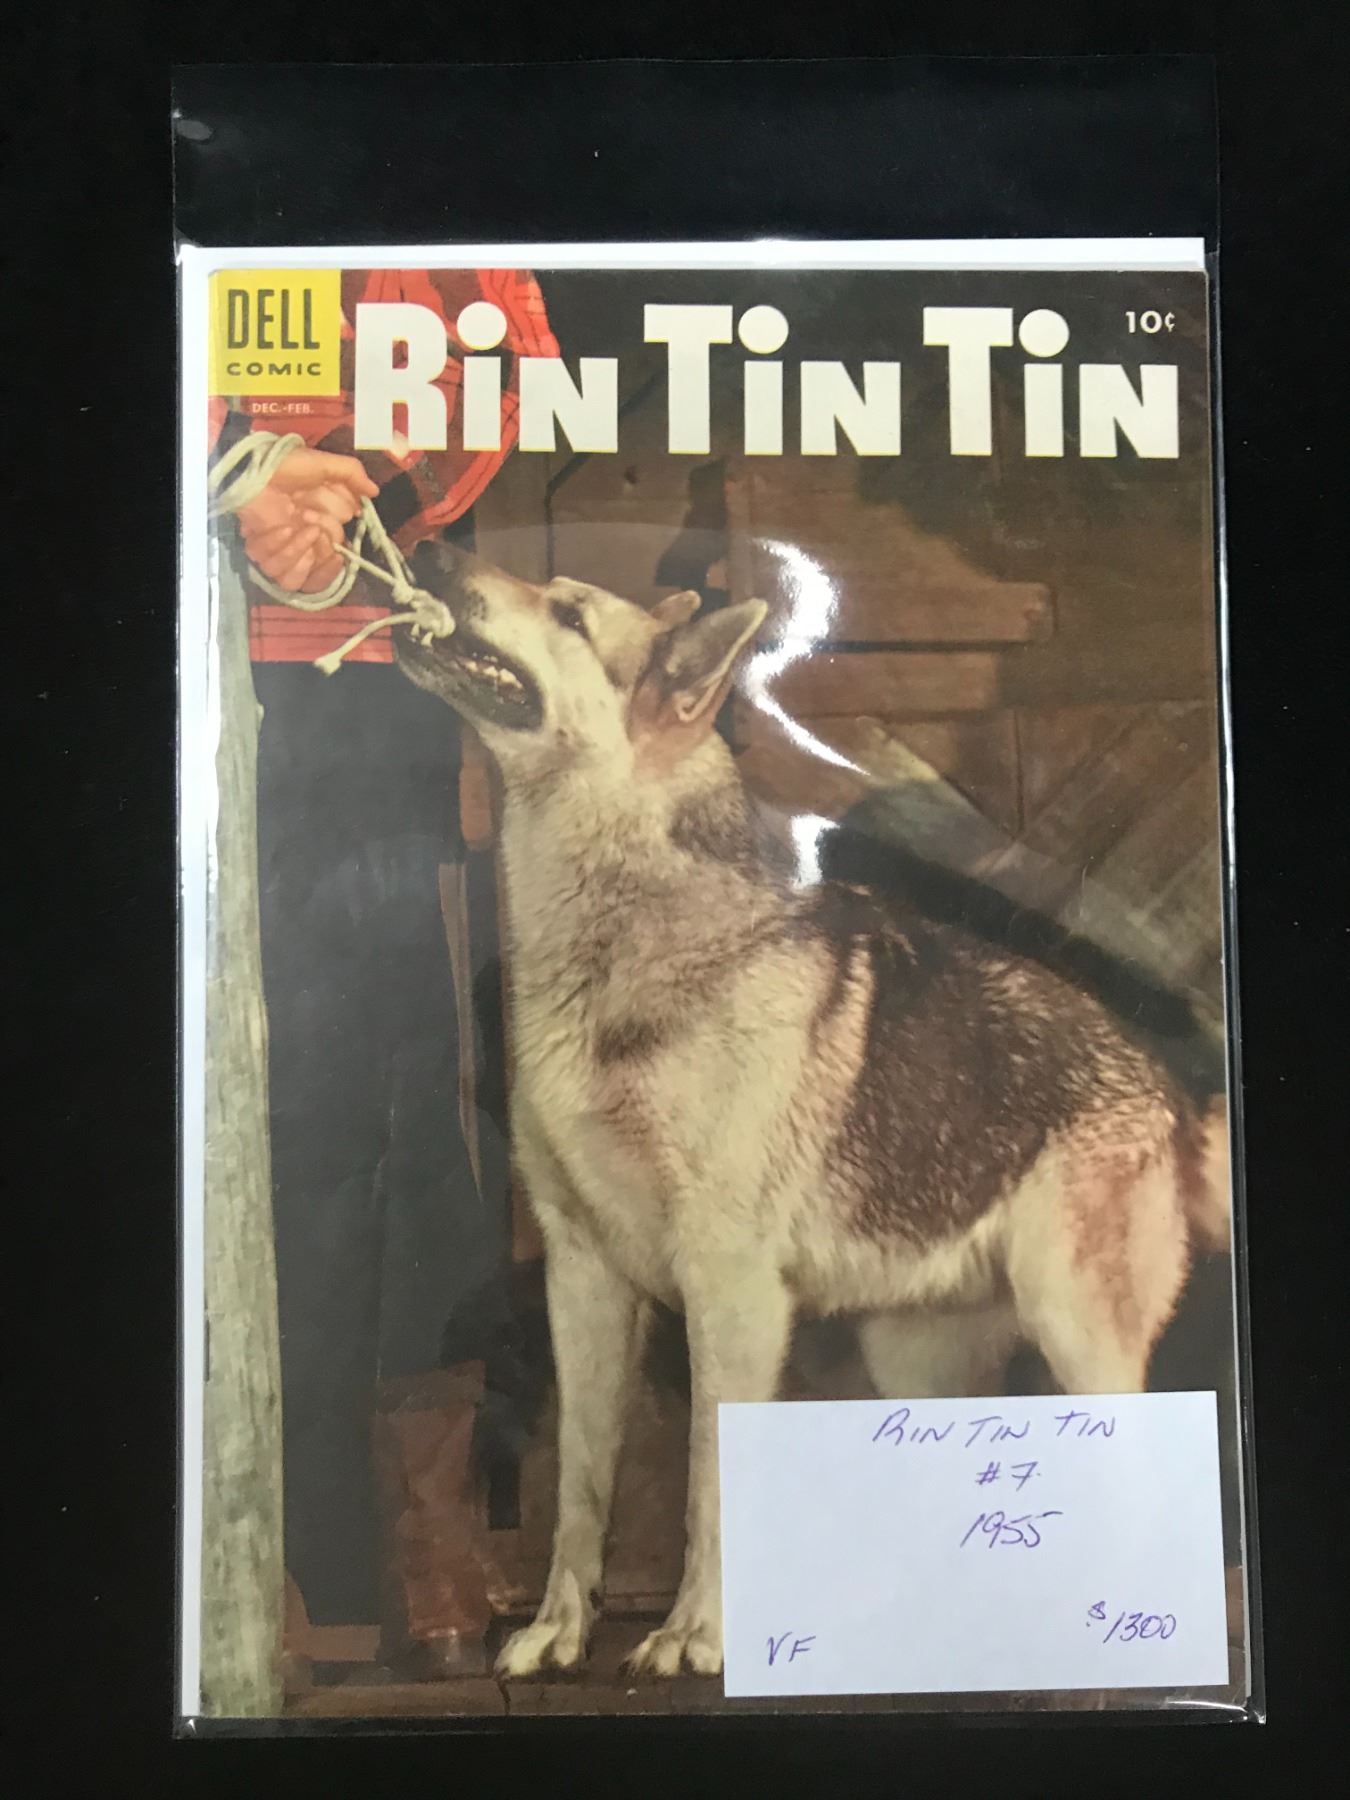 DELL
COMIC
DEC.-FEB.
RIN TIN TIN
10¢
RIN TIN TIN
#7.
1955
$1300
VF